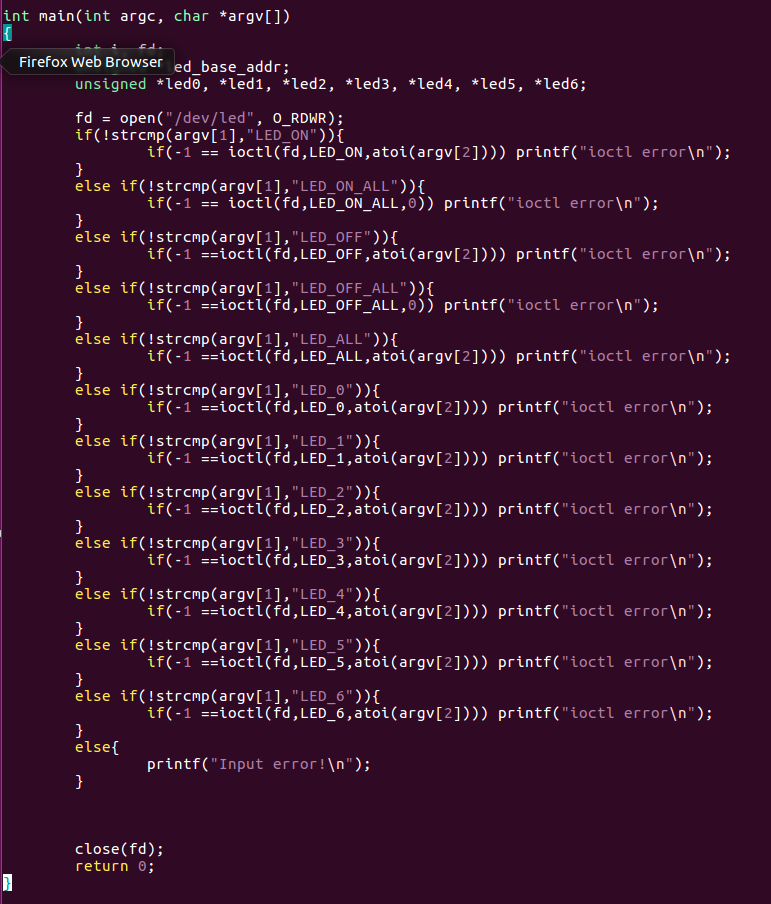 int main(int argc, char *argv[])
{
int i, fd;
Firefox Web Browser
led_base_addr;
unsigned *led0, *led1, *led2, *led3, *led4, *led5, *led6;
fd = open("/dev/led", O_RDWR);
if(!strcmp(argv[1],"LED_ON")){
if(-1 == ioctl(fd,LED_ON,atoi(argv[2]))) printf("ioctl error\n");
}
else if(!strcmp(argv[1],"LED_ON_ALL")){
if(-1 == ioctl(fd,LED_ON_ALL,0)) printf("ioctl error\n");
}
else if(!strcmp(argv[1],"LED_OFF")){
if(-1 ==ioctl(fd,LED_OFF,atoi(argv[2]))) printf("ioctl error\n");
}
else if(!strcmp(argv[1],"LED_OFF_ALL")){
if(-1 ==ioctl(fd,LED_OFF_ALL,0)) printf("ioctl error\n");
}
else if(!strcmp(argv[1],"LED_ALL")){
if(-1 ==ioctl(fd,LED_ALL,atoi(argv[2]))) printf("ioctl error\n");
}
else if(!strcmp(argv[1],"LED_0")){
if(-1 ==ioctl(fd,LED_0,atoi(argv[2]))) printf("ioctl error\n");
}
else if(!strcmp(argv[1],"LED_1")){
if(-1 ==ioctl(fd,LED_1,atoi(argv[2]))) printf("ioctl error\n");
}
else if(!strcmp(argv[1],"LED_2")){
if(-1 ==ioctl(fd,LED_2,atoi(argv[2]))) printf("ioctl error\n");
}
else if(!strcmp(argv[1],"LED_3")){
if(-1 ==ioctl(fd,LED_3,atoi(argv[2]))) printf("ioctl error\n");
}
else if(!strcmp(argv[1],"LED_4")){
if(-1 ==ioctl(fd,LED_4,atoi(argv[2]))) printf("ioctl error\n");
}
else if(!strcmp(argv[1],"LED_5")){
if(-1 ==ioctl(fd,LED_5,atoi(argv[2]))) printf("ioctl error\n");
}
else if(!strcmp(argv[1],"LED_6")){
if(-1 ==ioctl(fd,LED_6,atoi(argv[2]))) printf("ioctl error\n");
}
else{
printf("Input error!\n");
}
close(fd);
return 0;
}